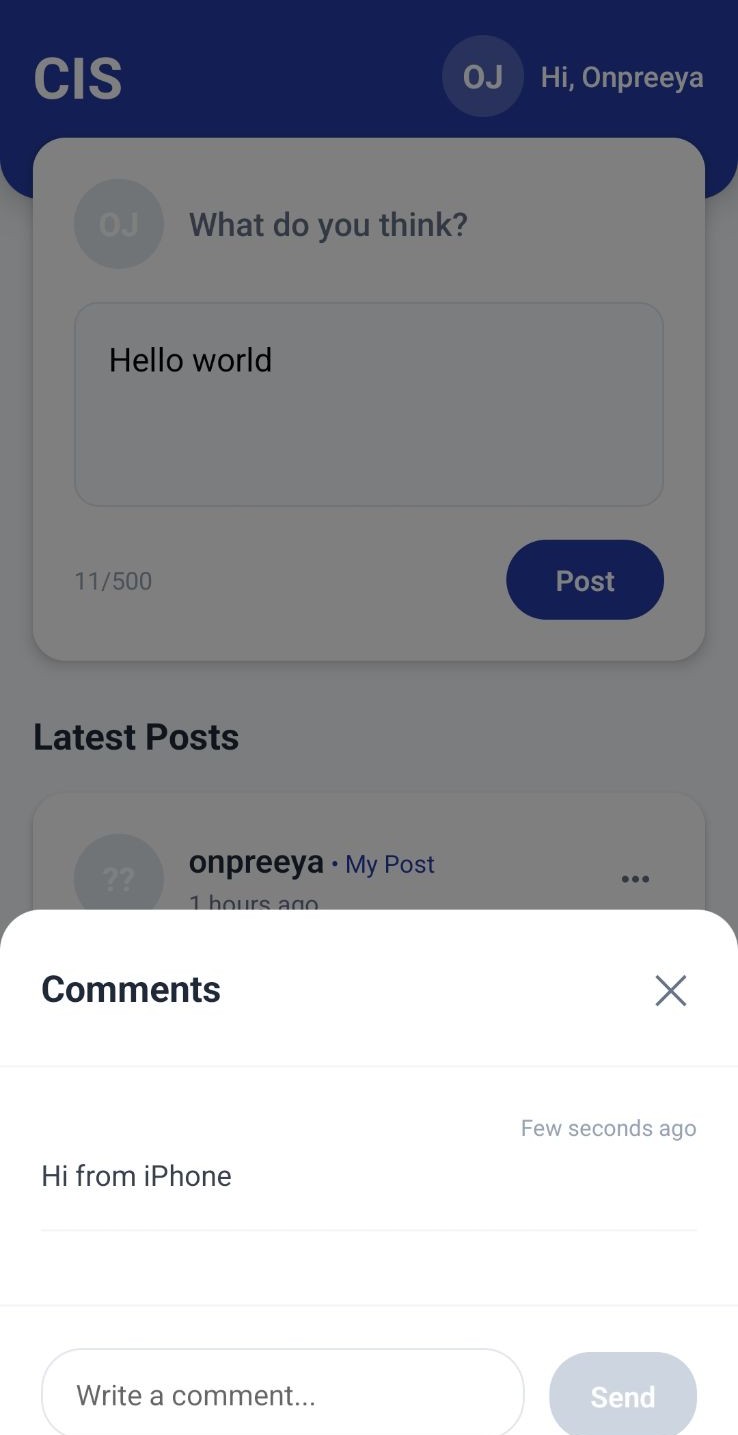 CIS
OJ Hi, Onpreeya
OJ What do you think?
Hello world
11/500 Post
Latest Posts
?? onpreeya • My Post •••
1 hours ago
Comments
Few seconds ago
Hi from iPhone
Write a comment... Send